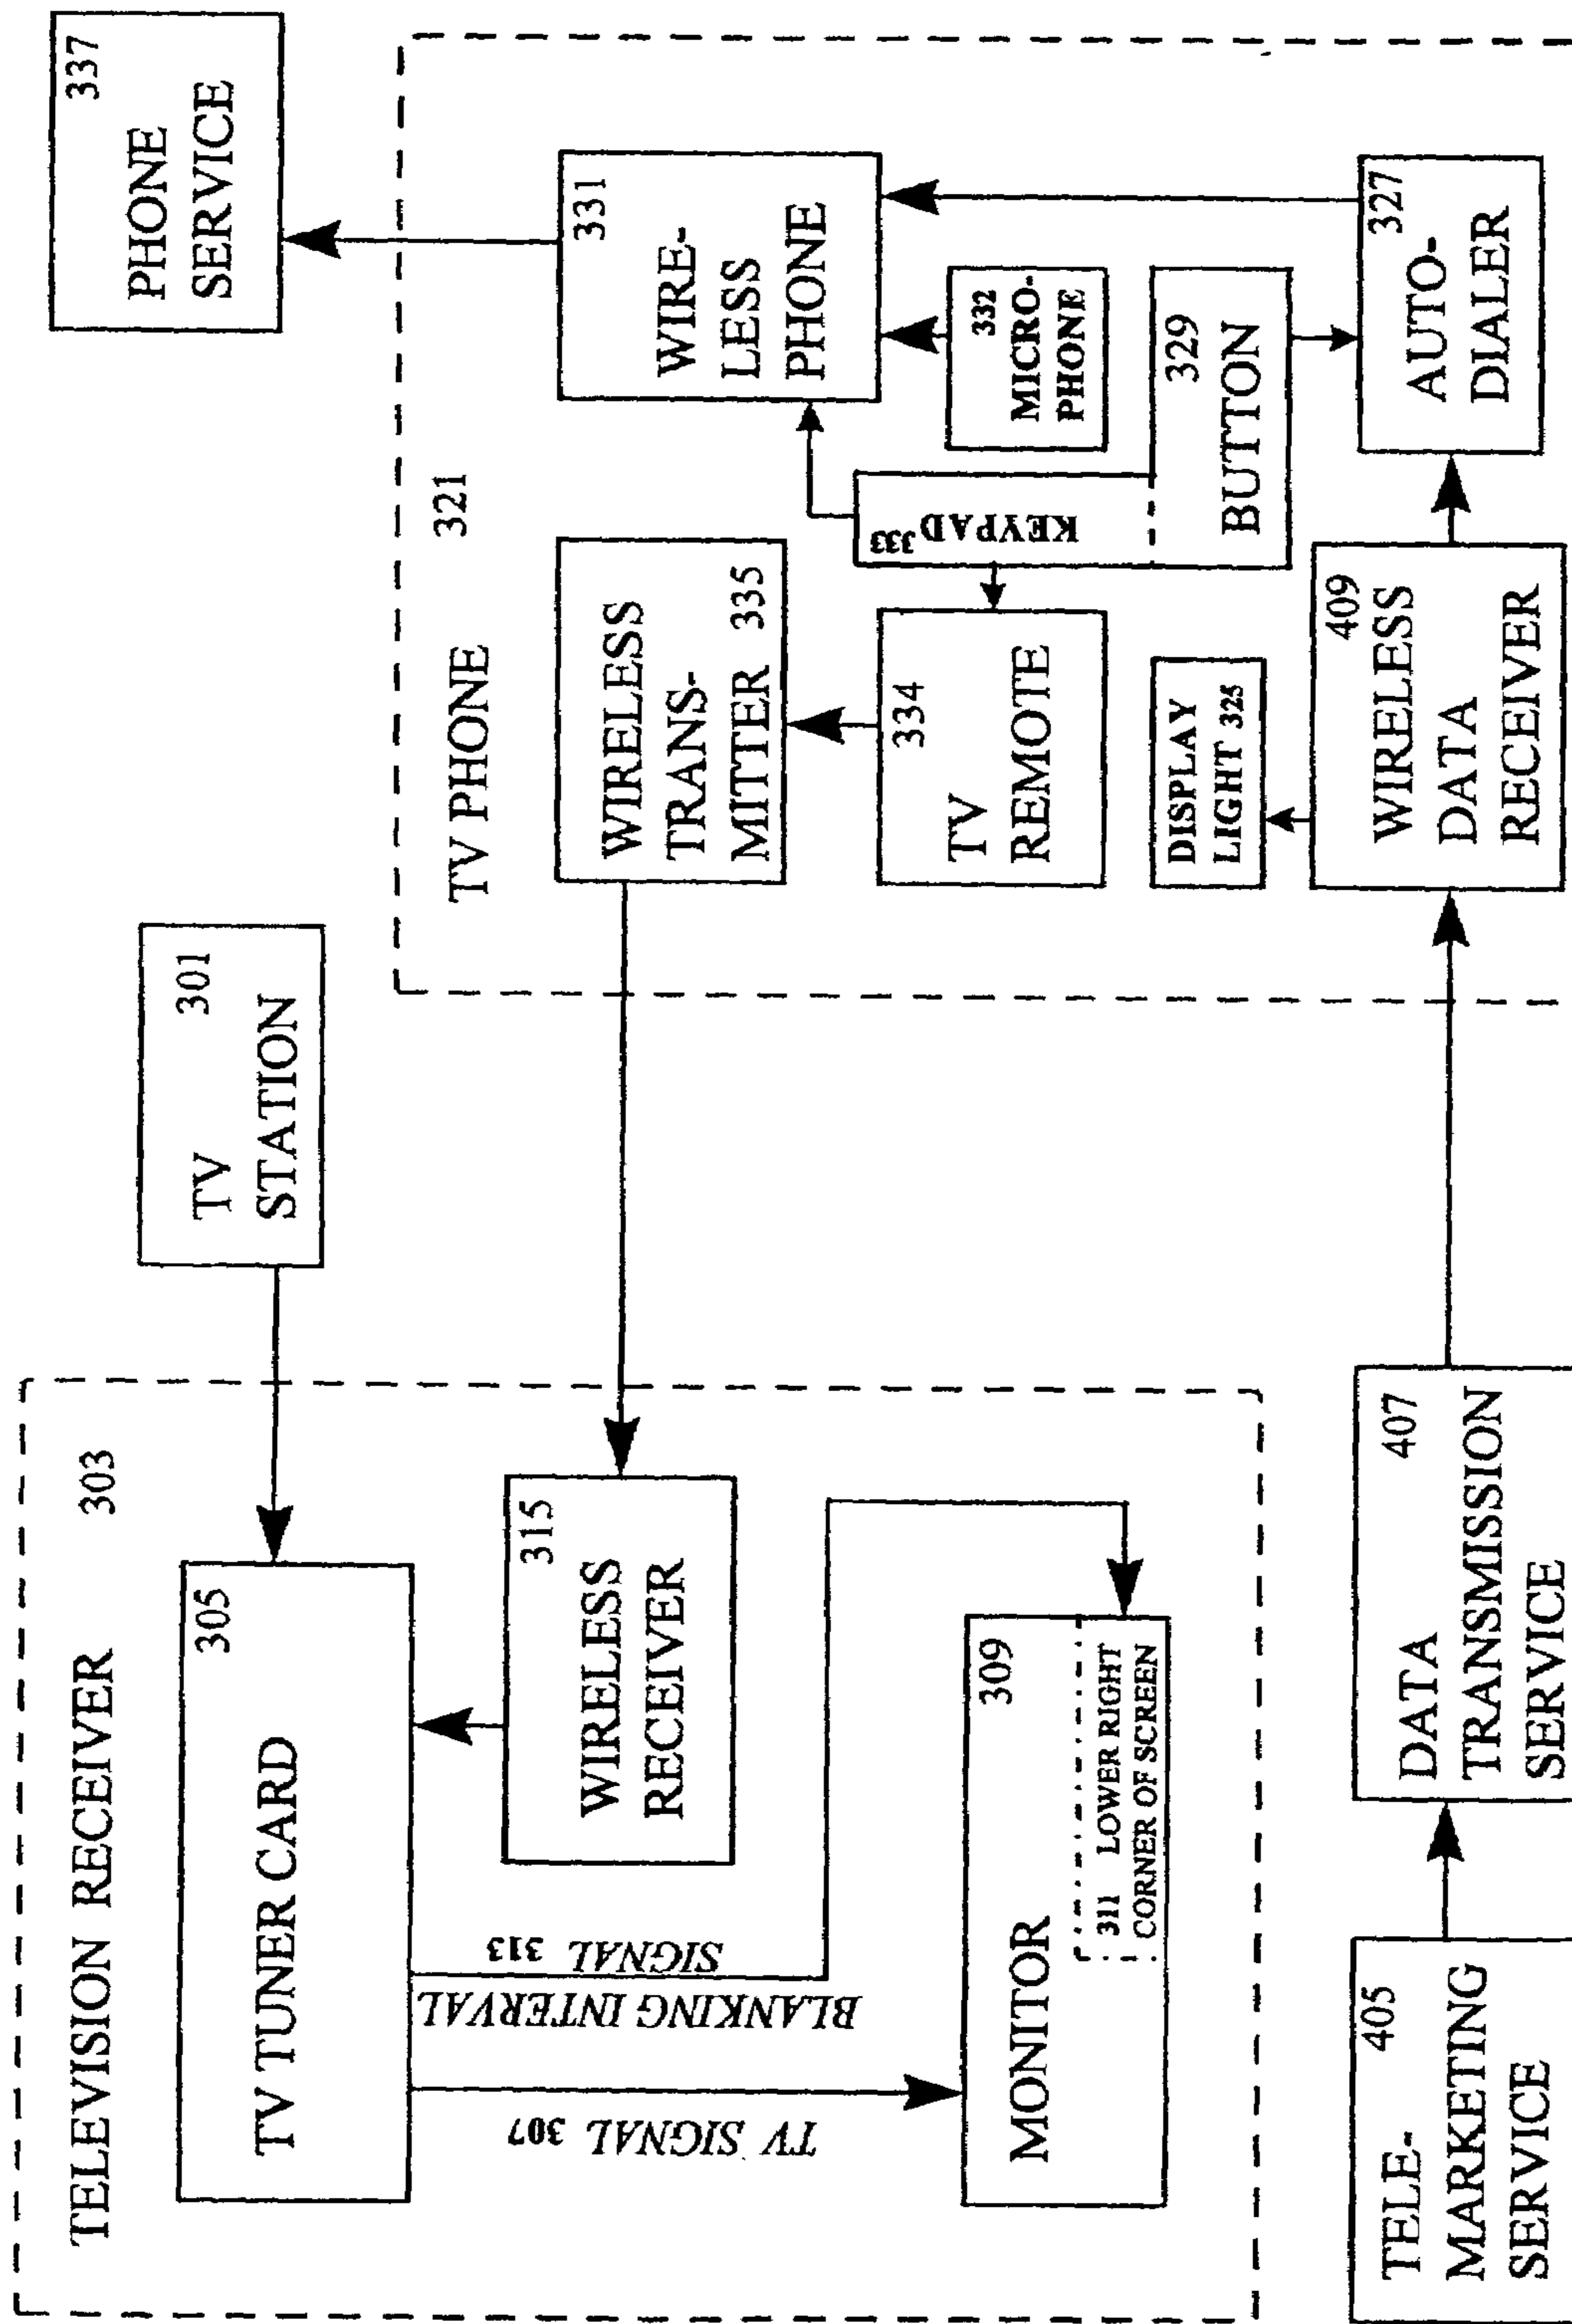 TELEVISION RECEIVER 303
TV TUNER CARD
305
WIRELESS
RECEIVER
315
TV SIGNAL 307
BLANKING INTERVAL
SIGNAL 313
MONITOR
309
311 LOWER RIGHT
CORNER OF SCREEN
TV
STATION
301
TV PHONE 321
WIRELESS
TRANS-
MITTER 335
TV
REMOTE
334
KEYPAD 333
WIRE-
LESS
PHONE
331
332
MICRO-
PHONE
329
BUTTON
DISPLAY
LIGHT 325
WIRELESS
DATA
RECEIVER
409
AUTO-
DIALER
327
PHONE
SERVICE
337
TELE-
MARKETING
SERVICE
405
DATA
TRANSMISSION
SERVICE
407